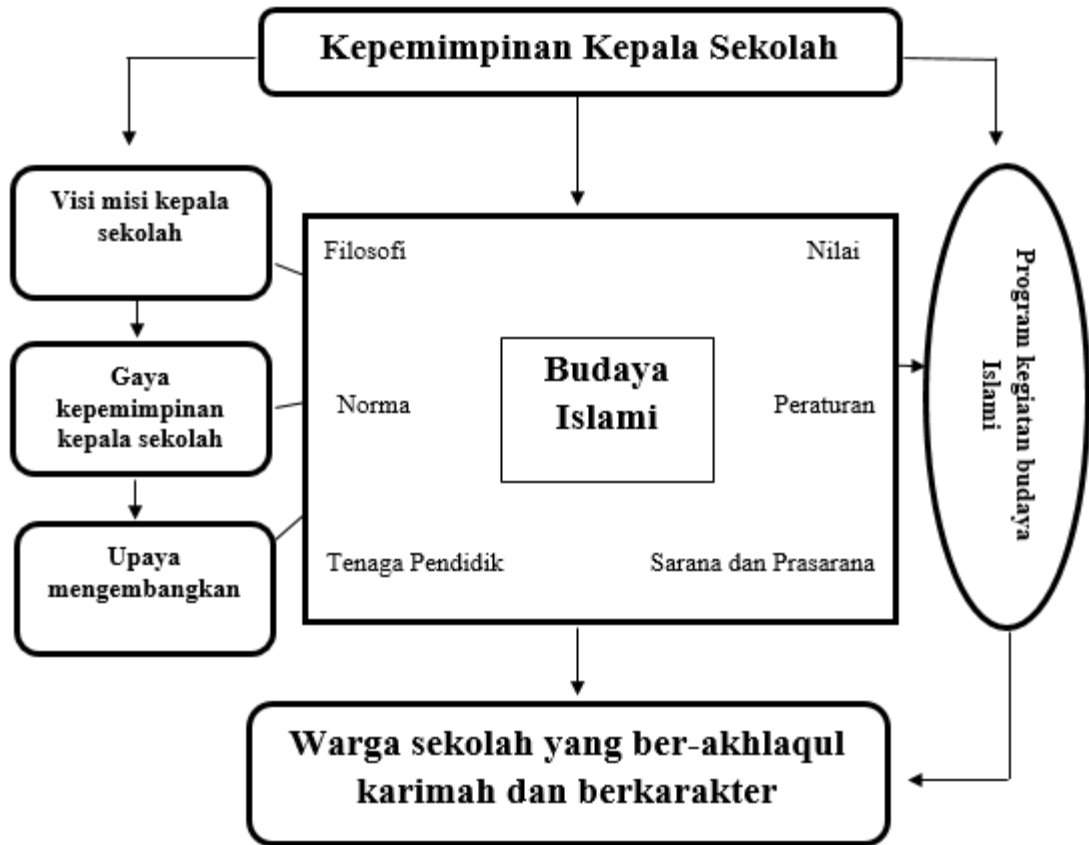 Kepemimpinan Kepala Sekolah
Visi misi kepala
sekolah
Gaya
kepemimpinan
kepala sekolah
Upaya
mengembangkan
Filosofi
Nilai
Norma
Budaya
Islami
Peraturan
Tenaga Pendidik
Sarana dan Prasarana
Program kegiatan budaya
Islami
Warga sekolah yang ber-akhlaqul
karimah dan berkarakter